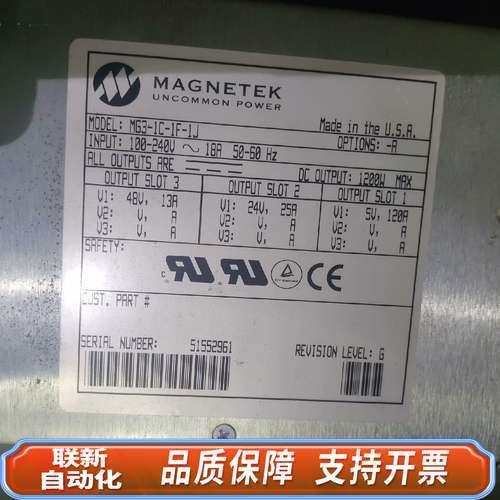 MAGNETEK
UNCOMMON POWER
MODEL: MG3-1C-1F-1J
Made in the U.S.A.
INPUT: 100-240V ~ 18A 50-60 Hz
OPTIONS: -R
ALL OUTPUTS ARE
DC OUTPUT: 1200W MAX
OUTPUT SLOT 3 OUTPUT SLOT 2 OUTPUT SLOT 1
V1: 48V, 13A V1: 24V, 25A V1: 5V, 120A
V2: V, A V2: V, A V2: V, A
V3: V, A V3: V, A V3: V, A
SAFETY:
c RU RU CE
CUST. PART #
SERIAL NUMBER: 51552961
REVISION LEVEL: G
联新
自动化
品质保障 支持开票